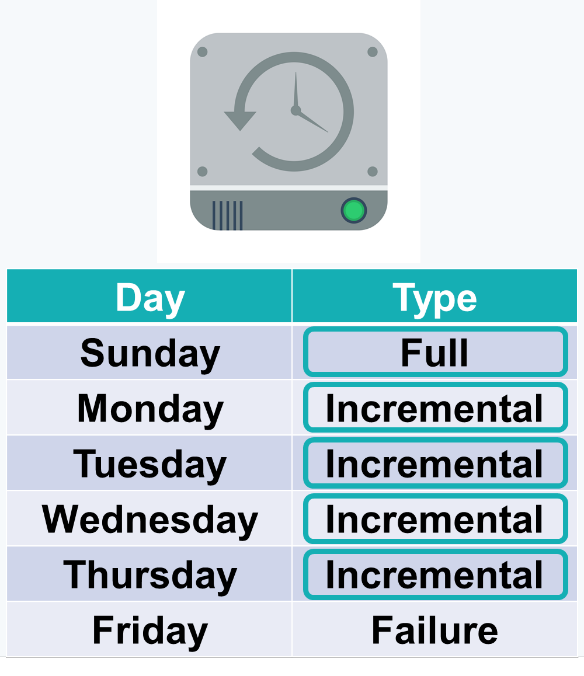 Day Type
Sunday Full
Monday Incremental
Tuesday Incremental
Wednesday Incremental
Thursday Incremental
Friday Failure